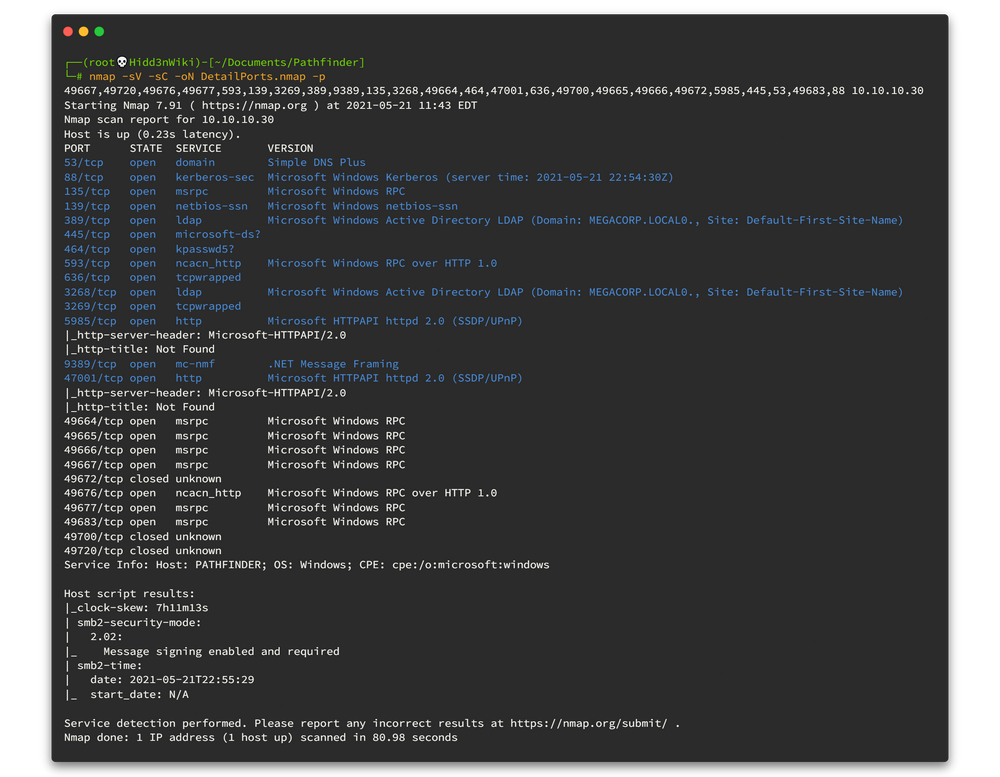 ┌──(root💀Hidd3nWiki)-[~/Documents/Pathfinder]
└─# nmap -sV -sC -oN DetailPorts.nmap -p
49667,49720,49676,49677,593,139,3269,389,9389,135,3268,49664,464,47001,636,49700,49665,49666,49672,5985,445,53,49683,88 10.10.10.30
Starting Nmap 7.91 ( https://nmap.org ) at 2021-05-21 11:43 EDT
Nmap scan report for 10.10.10.30
Host is up (0.23s latency).
PORT      STATE  SERVICE       VERSION
53/tcp    open   domain        Simple DNS Plus
88/tcp    open   kerberos-sec  Microsoft Windows Kerberos (server time: 2021-05-21 22:54:30Z)
135/tcp   open   msrpc         Microsoft Windows RPC
139/tcp   open   netbios-ssn   Microsoft Windows netbios-ssn
389/tcp   open   ldap          Microsoft Windows Active Directory LDAP (Domain: MEGACORP.LOCAL0., Site: Default-First-Site-Name)
445/tcp   open   microsoft-ds?
464/tcp   open   kpasswd5?
593/tcp   open   ncacn_http    Microsoft Windows RPC over HTTP 1.0
636/tcp   open   tcpwrapped
3268/tcp  open   ldap          Microsoft Windows Active Directory LDAP (Domain: MEGACORP.LOCAL0., Site: Default-First-Site-Name)
3269/tcp  open   tcpwrapped
5985/tcp  open   http          Microsoft HTTPAPI httpd 2.0 (SSDP/UPnP)
|_http-server-header: Microsoft-HTTPAPI/2.0
|_http-title: Not Found
9389/tcp  open   mc-nmf        .NET Message Framing
47001/tcp open   http          Microsoft HTTPAPI httpd 2.0 (SSDP/UPnP)
|_http-server-header: Microsoft-HTTPAPI/2.0
|_http-title: Not Found
49664/tcp open   msrpc         Microsoft Windows RPC
49665/tcp open   msrpc         Microsoft Windows RPC
49666/tcp open   msrpc         Microsoft Windows RPC
49667/tcp open   msrpc         Microsoft Windows RPC
49672/tcp closed unknown
49676/tcp open   ncacn_http    Microsoft Windows RPC over HTTP 1.0
49677/tcp open   msrpc         Microsoft Windows RPC
49683/tcp open   msrpc         Microsoft Windows RPC
49700/tcp closed unknown
49720/tcp closed unknown
Service Info: Host: PATHFINDER; OS: Windows; CPE: cpe:/o:microsoft:windows

Host script results:
|_clock-skew: 7h11m13s
| smb2-security-mode:
|   2.02:
|_    Message signing enabled and required
| smb2-time:
|   date: 2021-05-21T22:55:29
|_  start_date: N/A

Service detection performed. Please report any incorrect results at https://nmap.org/submit/ .
Nmap done: 1 IP address (1 host up) scanned in 80.98 seconds